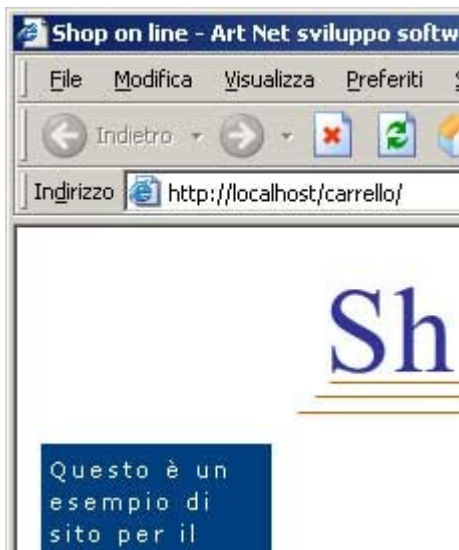 Shop on line - Art Net sviluppo softw
File Modifica Visualizza Preferiti
Indietro
Indirizzo http://localhost/carrello/
Sh
Questo è un
esempio di
sito per il